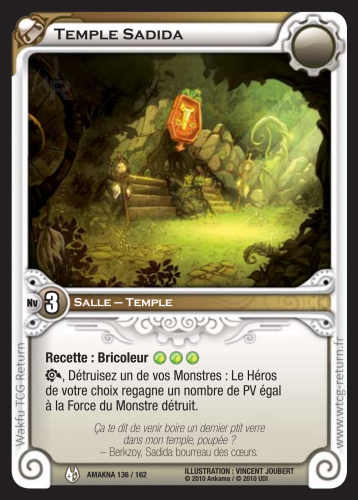 TEMPLE SADIDA
Nv 3 SALLE – TEMPLE
Recette : Bricoleur
, Détruisez un de vos Monstres : Le Héros
de votre choix regagne un nombre de PV égal
à la Force du Monstre détruit.
Ça te dit de venir boire un dernier ptit verre
dans mon temple, poupée ?
– Berkzoy, Sadida bourreau des cœurs.
AMAKNA 136 / 162
ILLUSTRATION : VINCENT JOUBERT
© 2010 Ankama / © 2010 UDI
Wakfu TCG Return
www.wtcg-return.fr